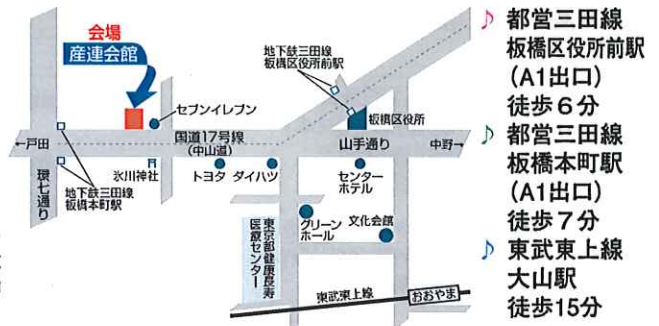 会場
産連会館
地下鉄三田線
板橋区役所前駅
セブンイレブン
板橋区役所
←戸田
国道17号線
(中山道)
山手通り
中野→
環七通り
地下鉄三田線
板橋本町駅
氷川神社
トヨタ
ダイハツ
センター
ホテル
東京都健康長寿
医療センター
グリーン
ホール
文化会館
東武東上線
おおやま
♪ 都営三田線
板橋区役所前駅
(A1出口)
徒歩6分
♪ 都営三田線
板橋本町駅
(A1出口)
徒歩7分
♪ 東武東上線
大山駅
徒歩15分